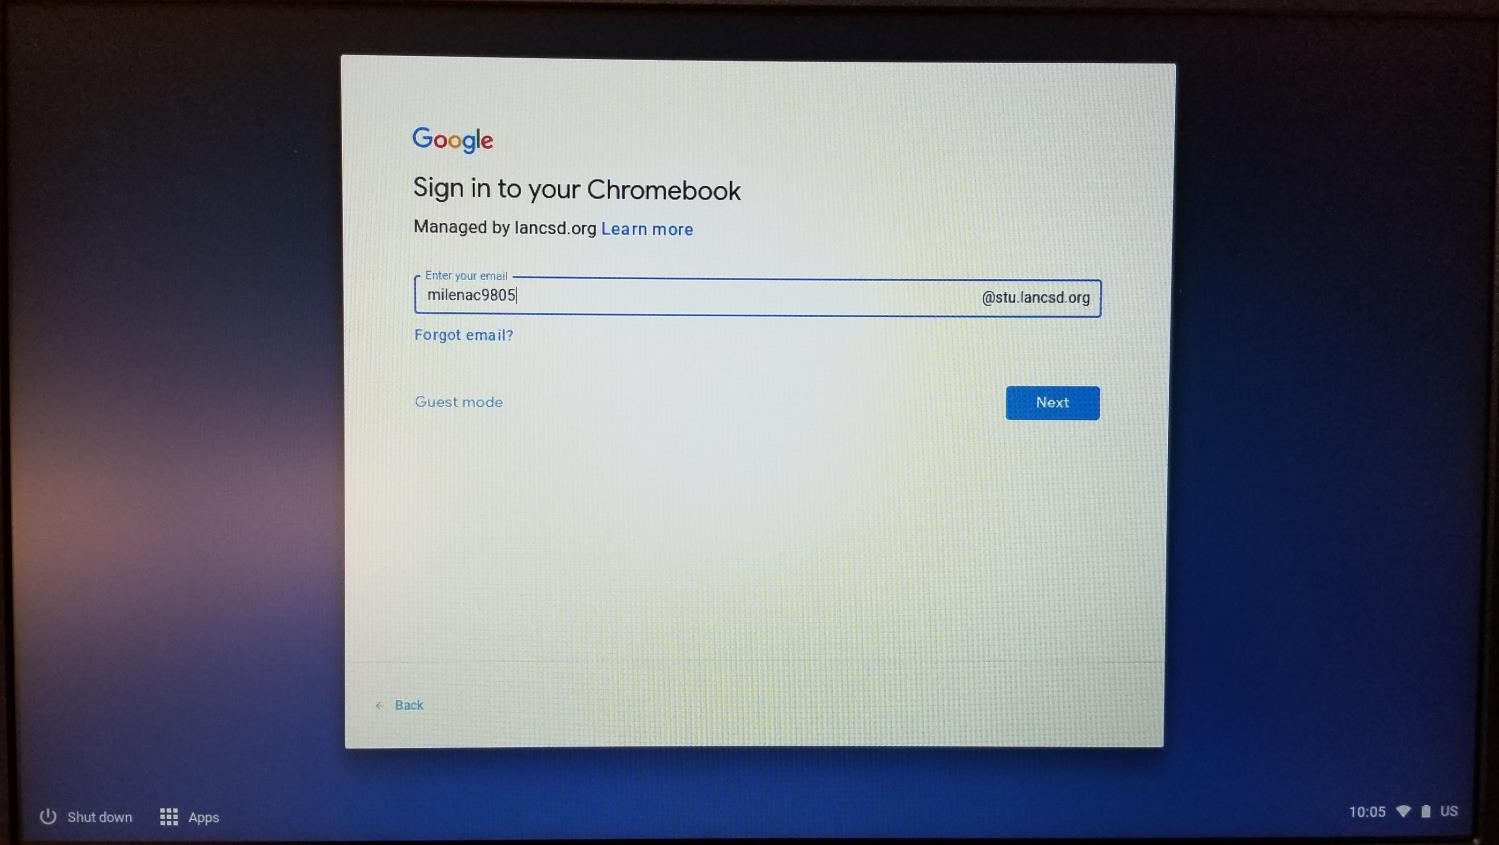 Google
Sign in to your Chromebook
Managed by lancsd.org Learn more
Enter your email
milenac9805 @stu.lancsd.org
Forgot email?
Guest mode Next
← Back
Shut down Apps 10:05 US